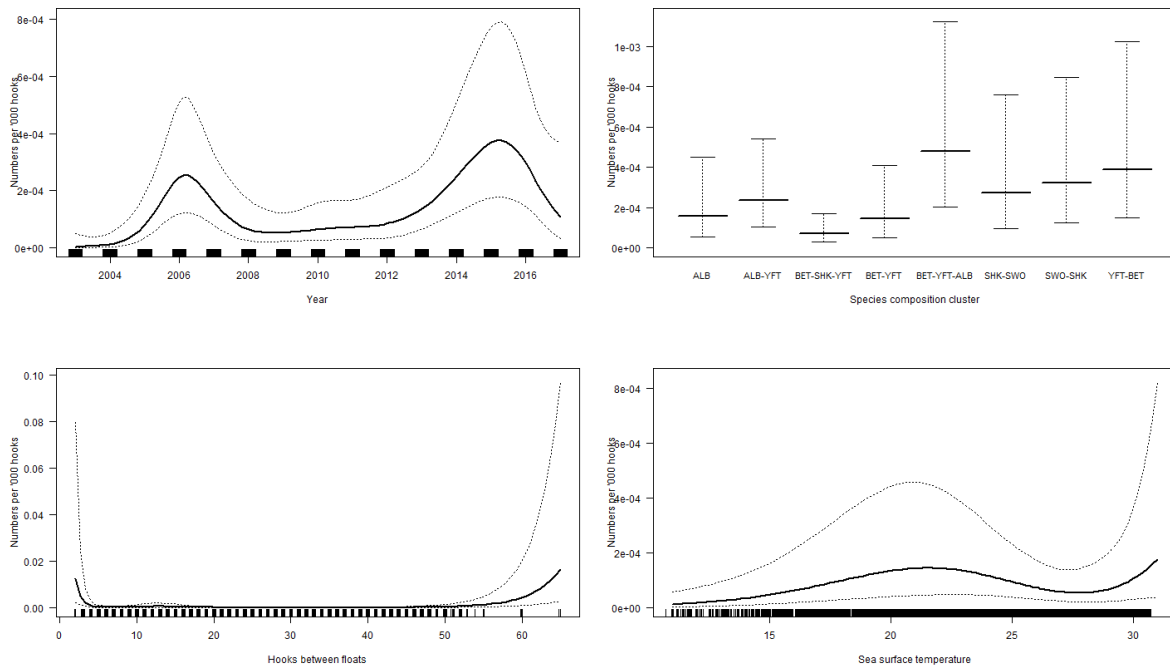 8e-04
6e-04
4e-04
2e-04
0e+00
Numbers per '000 hooks
2004 2006 2008 2010 2012 2014 2016
Year
1e-03
8e-04
6e-04
4e-04
2e-04
0e+00
Numbers per '000 hooks
ALB ALB-YFT BET-SHK-YFT BET-YFT BET-YFT-ALB SHK-SWO SWO-SHK YFT-BET
Species composition cluster
0.10
0.08
0.06
0.04
0.02
0.00
Numbers per '000 hooks
0 10 20 30 40 50 60
Hooks between floats
8e-04
6e-04
4e-04
2e-04
0e+00
Numbers per '000 hooks
15 20 25 30
Sea surface temperature